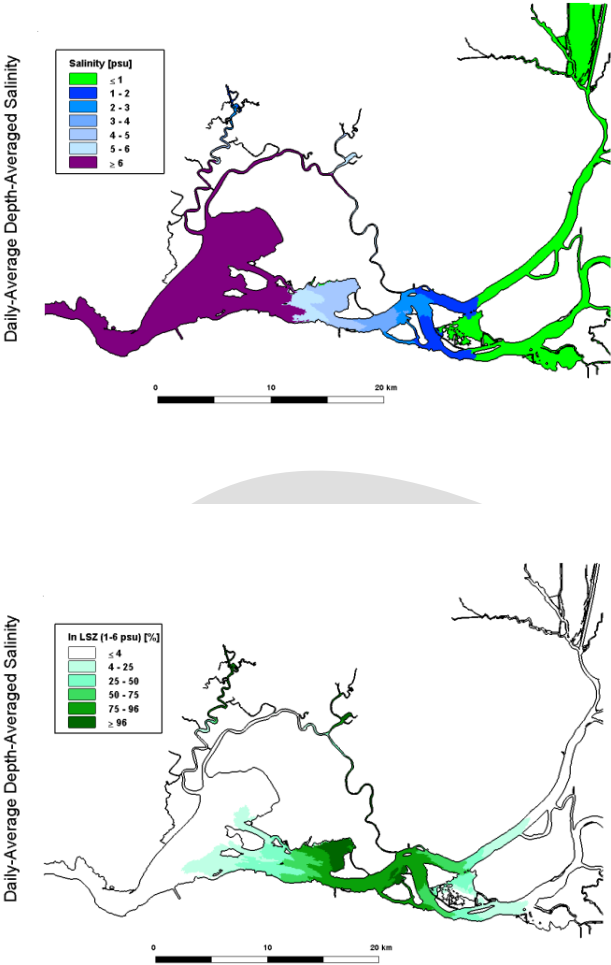 Daily-Average Depth-Averaged Salinity
Salinity [psu]
≤ 1
1 - 2
2 - 3
3 - 4
4 - 5
5 - 6
≥ 6
0 10 20 km
Daily-Average Depth-Averaged Salinity
In LSZ (1-6 psu) [%]
≤ 4
4 - 25
25 - 50
50 - 75
75 - 96
≥ 96
0 10 20 km